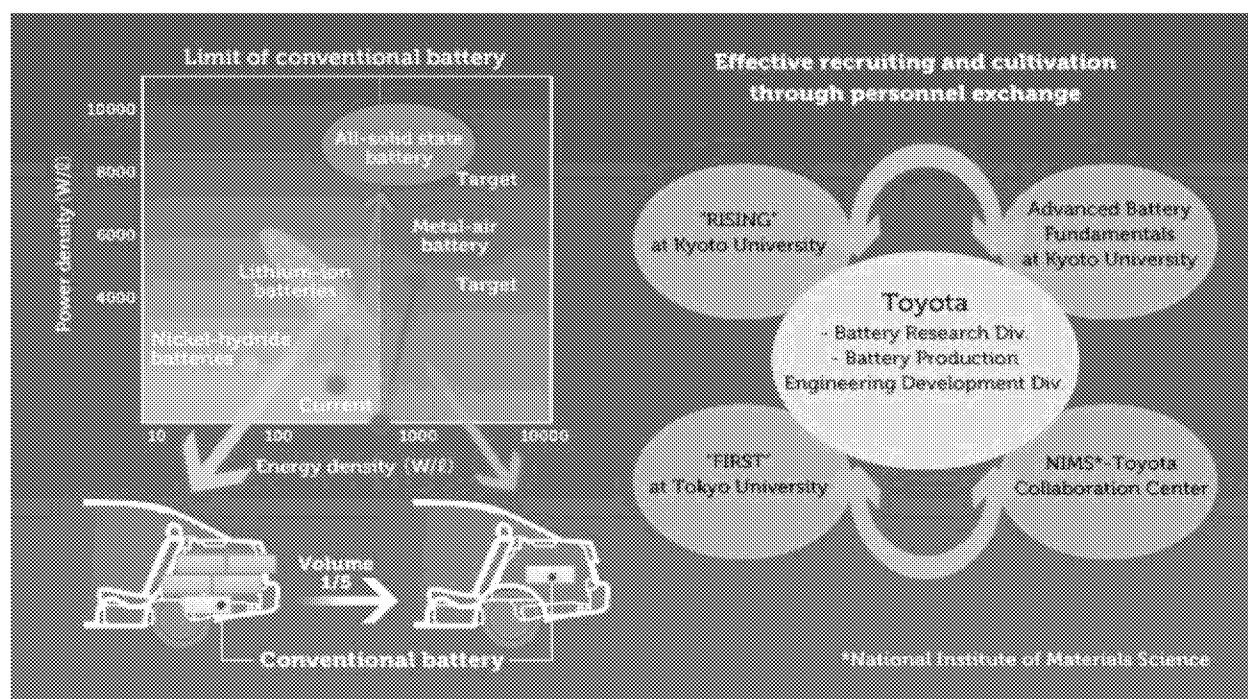 Limit of conventional battery
10000
8000
6000
4000
Power density (W/ℓ)
All-solid state
battery
Target
Metal-air
battery
Target
Lithium-ion
batteries
Nickel-hydride
batteries
Current
10
100
1000
10000
Energy density (W/ℓ)
Volume
1/5
Conventional battery
Effective recruiting and cultivation
through personnel exchange
"RISING"
at Kyoto University
Advanced Battery
Fundamentals
at Kyoto University
Toyota
- Battery Research Div.
- Battery Production
Engineering Development Div.
"FIRST"
at Tokyo University
NIMS*-Toyota
Collaboration Center
*National Institute of Materials Science